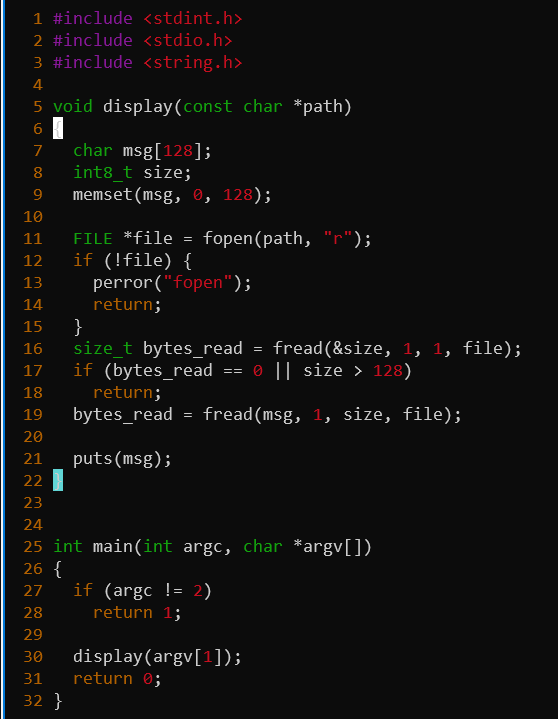 1 #include <stdint.h>
2 #include <stdio.h>
3 #include <string.h>
4
5 void display(const char *path)
6 {
7   char msg[128];
8   int8_t size;
9   memset(msg, 0, 128);
10
11   FILE *file = fopen(path, "r");
12   if (!file) {
13     perror("fopen");
14     return;
15   }
16   size_t bytes_read = fread(&size, 1, 1, file);
17   if (bytes_read == 0 || size > 128)
18     return;
19   bytes_read = fread(msg, 1, size, file);
20
21   puts(msg);
22 }
23
24
25 int main(int argc, char *argv[])
26 {
27   if (argc != 2)
28     return 1;
29
30   display(argv[1]);
31   return 0;
32 }